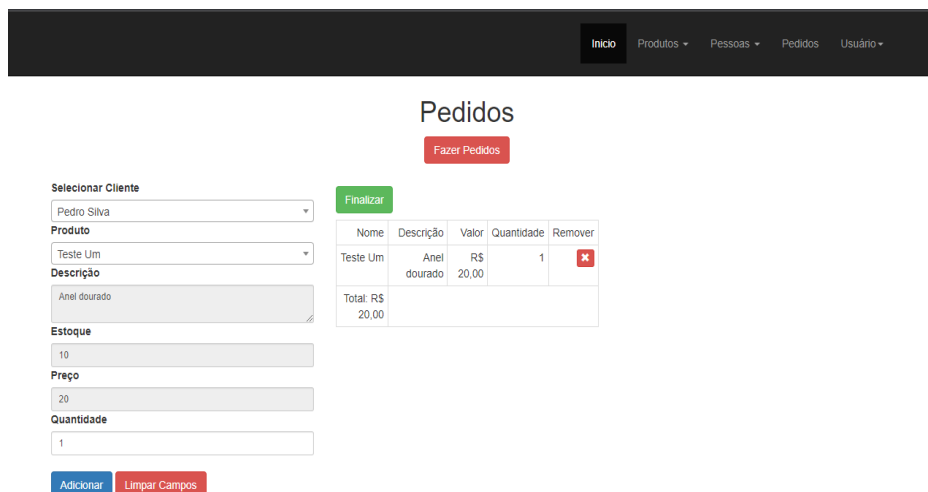 Inicio Produtos Pessoas Pedidos Usuário
Pedidos
Fazer Pedidos
Selecionar Cliente
Pedro Silva
Produto
Teste Um
Descrição
Anel dourado
Estoque
10
Preço
20
Quantidade
1
Adicionar Limpar Campos
Finalizar
Nome Descrição Valor Quantidade Remover
Teste Um Anel R$ 1
dourado 20,00
Total: R$
20,00